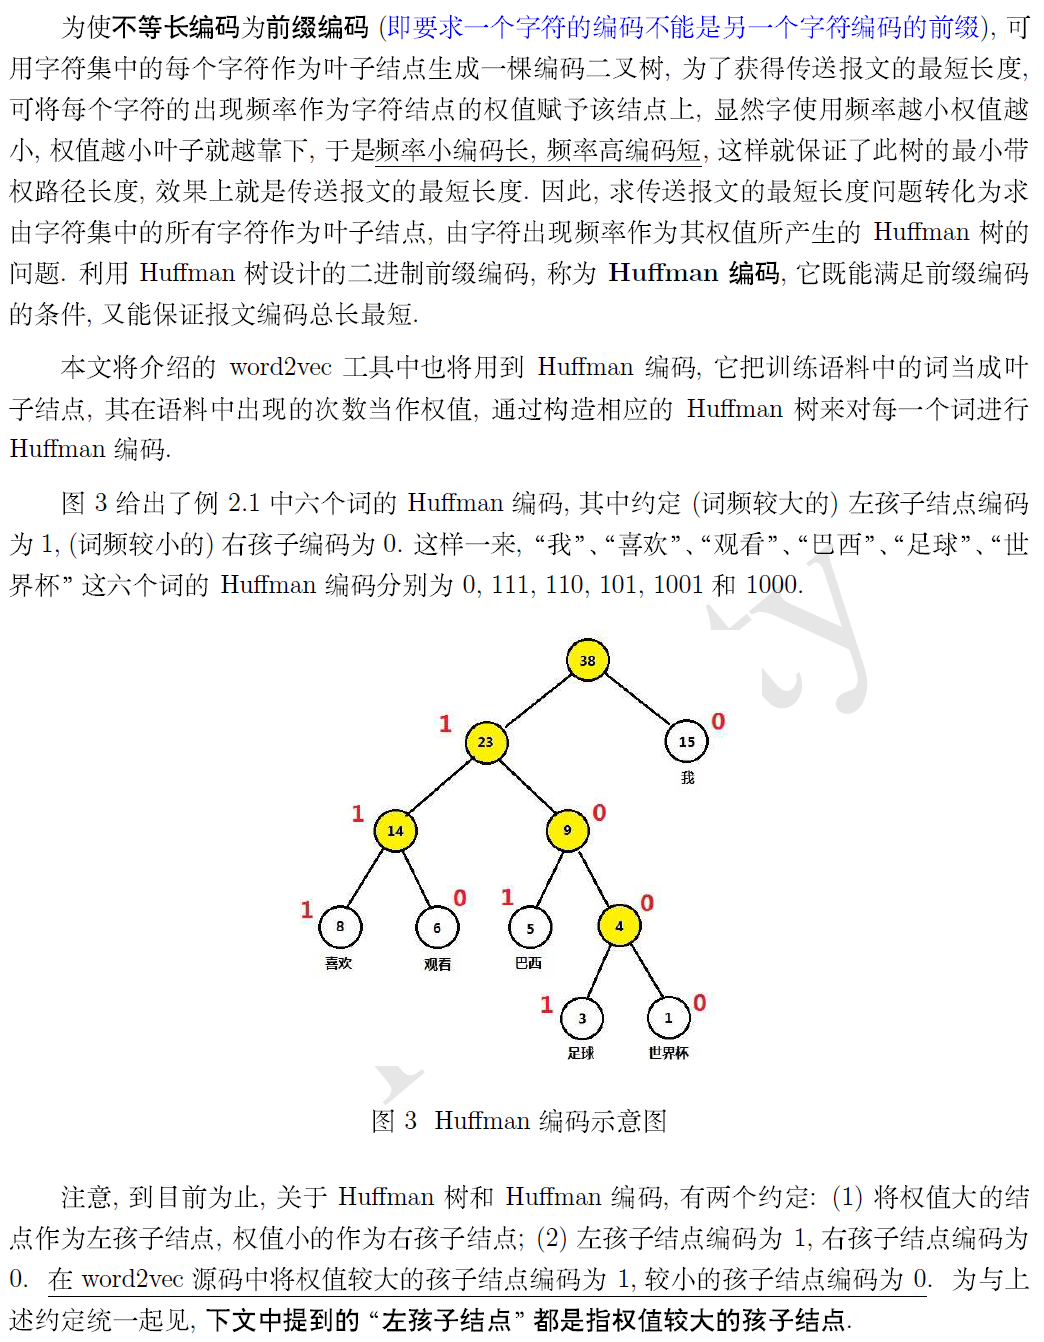 为使不等长编码为前缀编码 (即要求一个字符的编码不能是另一个字符编码的前缀), 可
用字符集中的每个字符作为叶子结点生成一棵编码二叉树, 为了获得传送报文的最短长度,
可将每个字符的出现频率作为字符结点的权值赋予该结点上, 显然字使用频率越小权值越
小, 权值越小叶子就越靠下, 于是频率小编码长, 频率高编码短, 这样就保证了此树的最小带
权路径长度, 效果上就是传送报文的最短长度. 因此, 求传送报文的最短长度问题转化为求
由字符集中的所有字符作为叶子结点, 由字符出现频率作为其权值所产生的 Huffman 树的
问题. 利用 Huffman 树设计的二进制前缀编码, 称为 Huffman 编码, 它既能满足前缀编码
的条件, 又能保证报文编码总长最短.
本文将介绍的 word2vec 工具中也将用到 Huffman 编码, 它把训练语料中的词当成叶
子结点, 其在语料中出现的次数当作权值, 通过构造相应的 Huffman 树来对每一个词进行
Huffman 编码.
图 3 给出了例 2.1 中六个词的 Huffman 编码, 其中约定 (词频较大的) 左孩子结点编码
为 1, (词频较小的) 右孩子编码为 0. 这样一来, “我”、“喜欢”、“观看”、“巴西”、“足球”、“世
界杯” 这六个词的 Huffman 编码分别为 0, 111, 110, 101, 1001 和 1000.
38
1 23 15 0
我
1 14 9 0
1 8 6 0 1 5 4 0
喜欢 观看 巴西
1 3 1 0
足球 世界杯
图 3 Huffman 编码示意图
注意, 到目前为止, 关于 Huffman 树和 Huffman 编码, 有两个约定: (1) 将权值大的结
点作为左孩子结点, 权值小的作为右孩子结点; (2) 左孩子结点编码为 1, 右孩子结点编码为
0. 在 word2vec 源码中将权值较大的孩子结点编码为 1, 较小的孩子结点编码为 0. 为与上
述约定统一起见, 下文中提到的 “左孩子结点” 都是指权值较大的孩子结点.